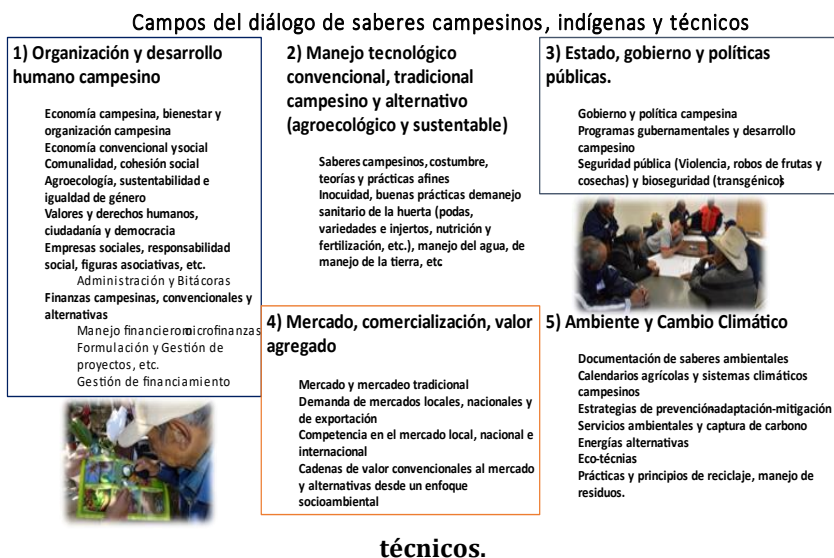 Campos del diálogo de saberes campesinos, indígenas y técnicos
1) Organización y desarrollo
humano campesino
Economía campesina, bienestar y
organización campesina
Economía convencional y social
Comunalidad, cohesión social
Agroecología, sustentabilidad e
igualdad de género
Valores y derechos humanos,
ciudadanía y democracia
Empresas sociales, responsabilidad
social, figuras asociativas, etc.
Administración y Bitácoras
Finanzas campesinas, convencionales y
alternativas
Manejo financiero microfinanzas
Formulación y Gestión de
proyectos, etc.
Gestión de financiamiento
2) Manejo tecnológico
convencional, tradicional
campesino y alternativo
(agroecológico y sustentable)
Saberes campesinos, costumbre,
teorías y prácticas afines
Inocuidad, buenas prácticas demanejo
sanitario de la huerta (podas,
variedades e injertos, nutrición y
fertilización, etc.), manejo del agua, de
manejo de la tierra, etc
3) Estado, gobierno y políticas
públicas.
Gobierno y política campesina
Programas gubernamentales y desarrollo
campesino
Seguridad pública (Violencia, robos de frutas y
cosechas) y bioseguridad (transgénicos)
4) Mercado, comercialización, valor
agregado
Mercado y mercadeo tradicional
Demanda de mercados locales, nacionales y
de exportación
Competencia en el mercado local, nacional e
internacional
Cadenas de valor convencionales al mercado
y alternativas desde un enfoque
socioambiental
5) Ambiente y Cambio Climático
Documentación de saberes ambientales
Calendarios agrícolas y sistemas climáticos
campesinos
Estrategias de prevención-adaptación-mitigación
Servicios ambientales y captura de carbono
Energías alternativas
Eco-técnias
Prácticas y principios de reciclaje, manejo de
residuos.
técnicos.